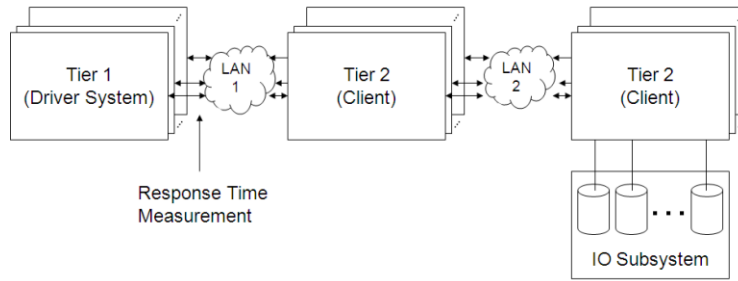 Tier 1
(Driver System)
LAN
1
Tier 2
(Client)
LAN
2
Tier 2
(Client)
Response Time
Measurement
IO Subsystem